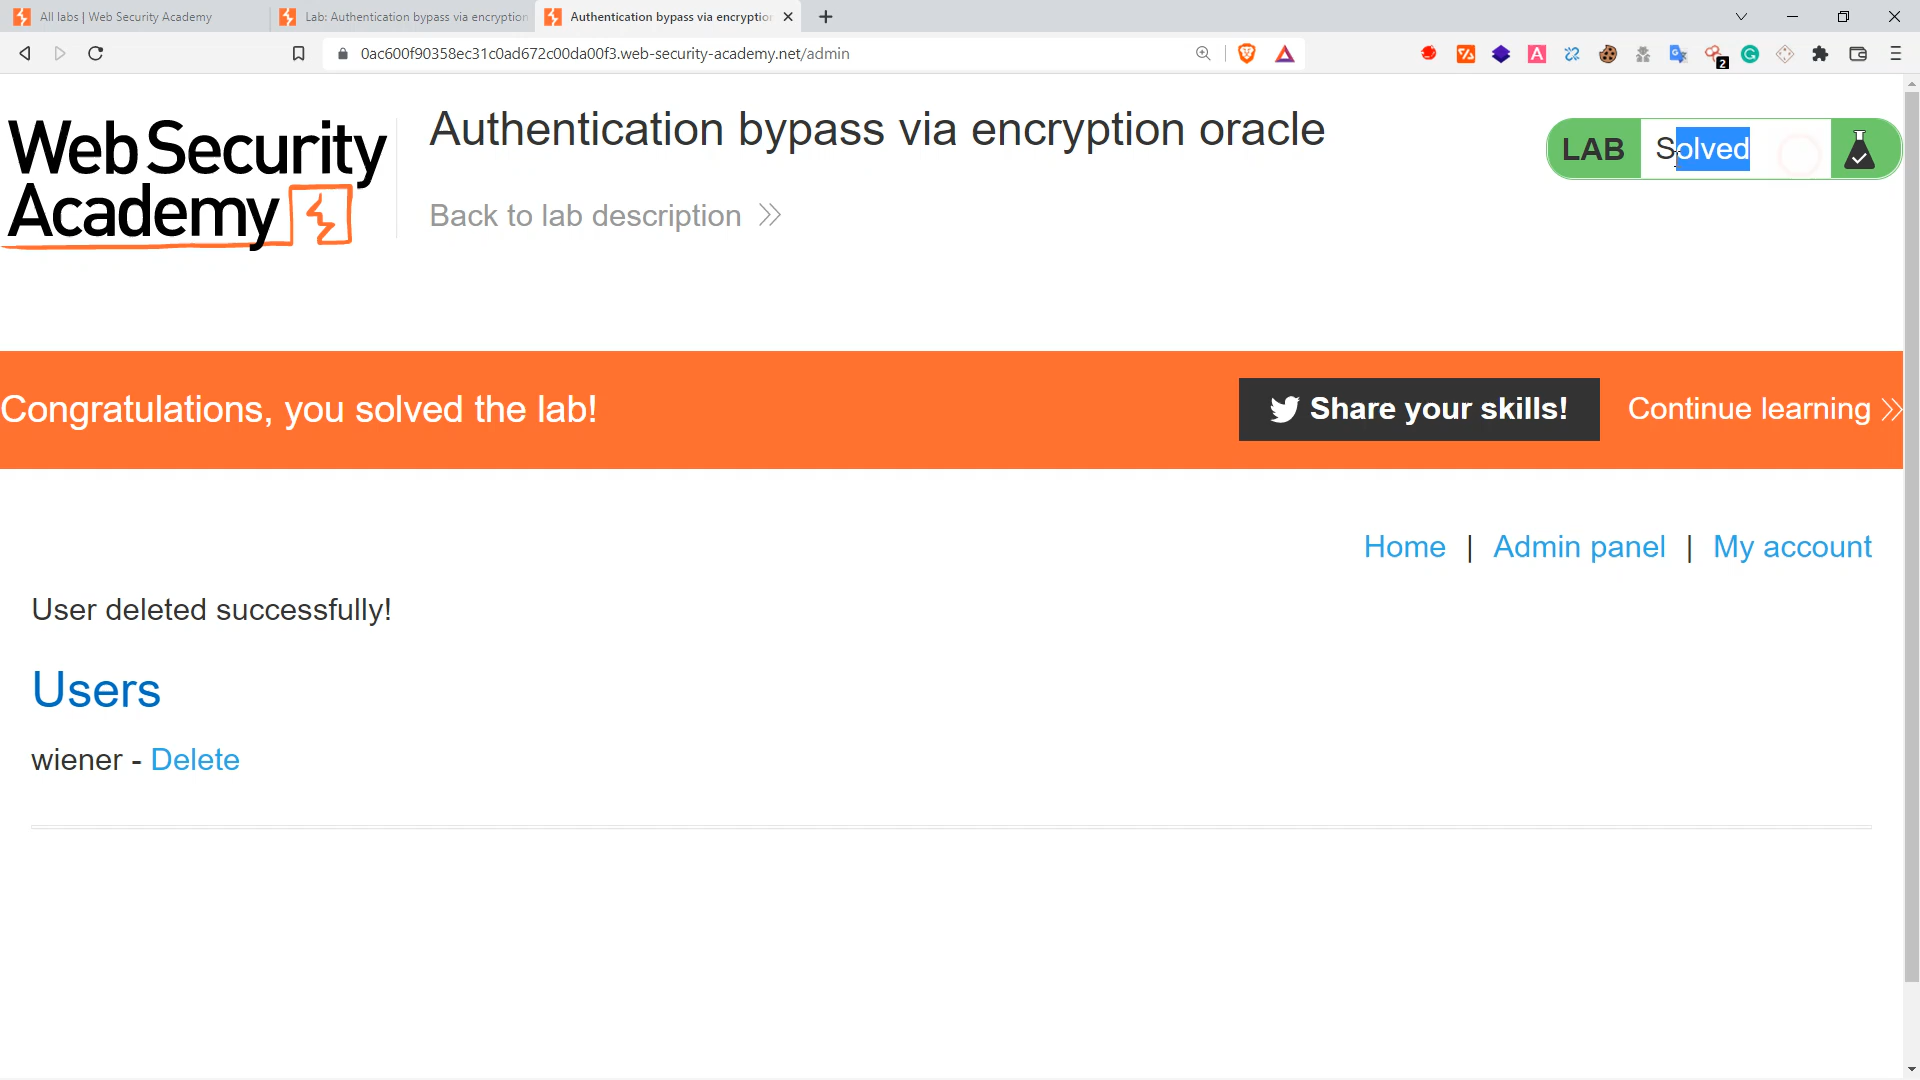 All labs | Web Security Academy
Lab: Authentication bypass via encryption
Authentication bypass via encryptio
0ac600f90358ec31c0ad672c00da00f3.web-security-academy.net/admin
2
Web Security
Academy
Authentication bypass via encryption oracle
Back to lab description
LAB Solved
Congratulations, you solved the lab!
Share your skills!
Continue learning
Home | Admin panel | My account
User deleted successfully!
Users
wiener - Delete